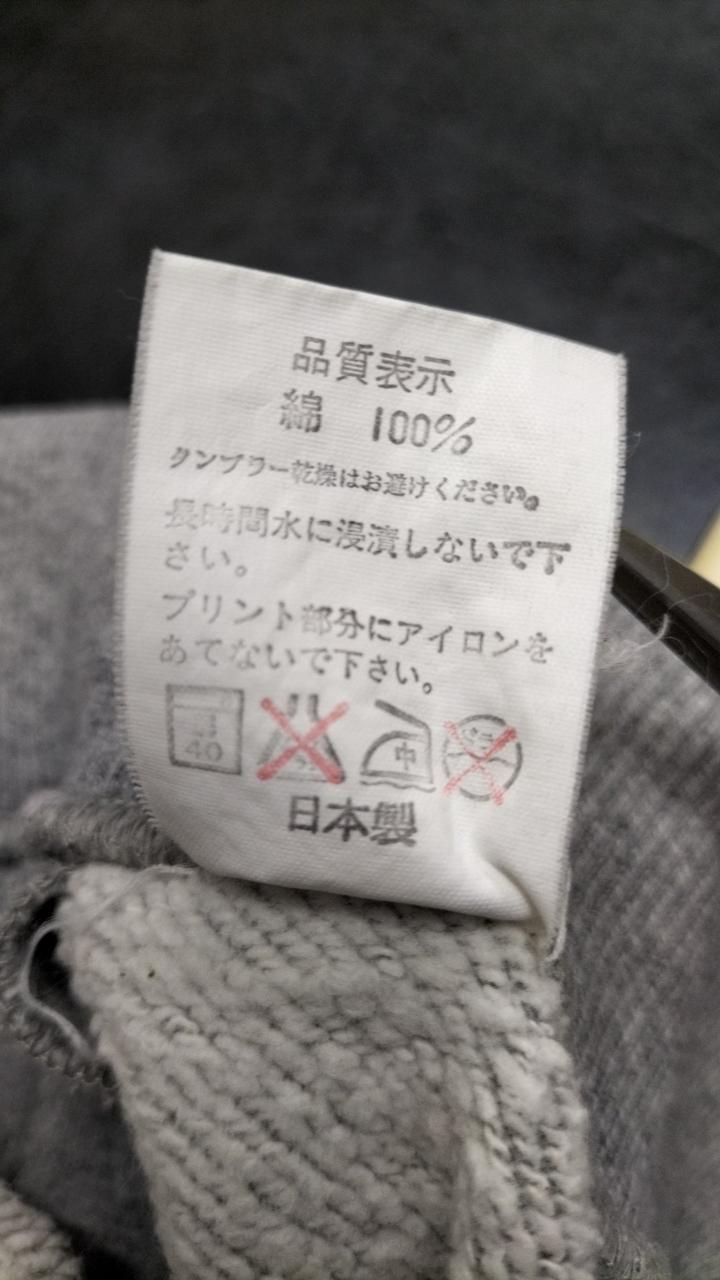 品質表示
綿 100%
タンブラー乾燥はお避けください。
長時間水に浸漬しないで下
さい。
プリント部分にアイロンを
あてないで下さい。
40
中
日本製